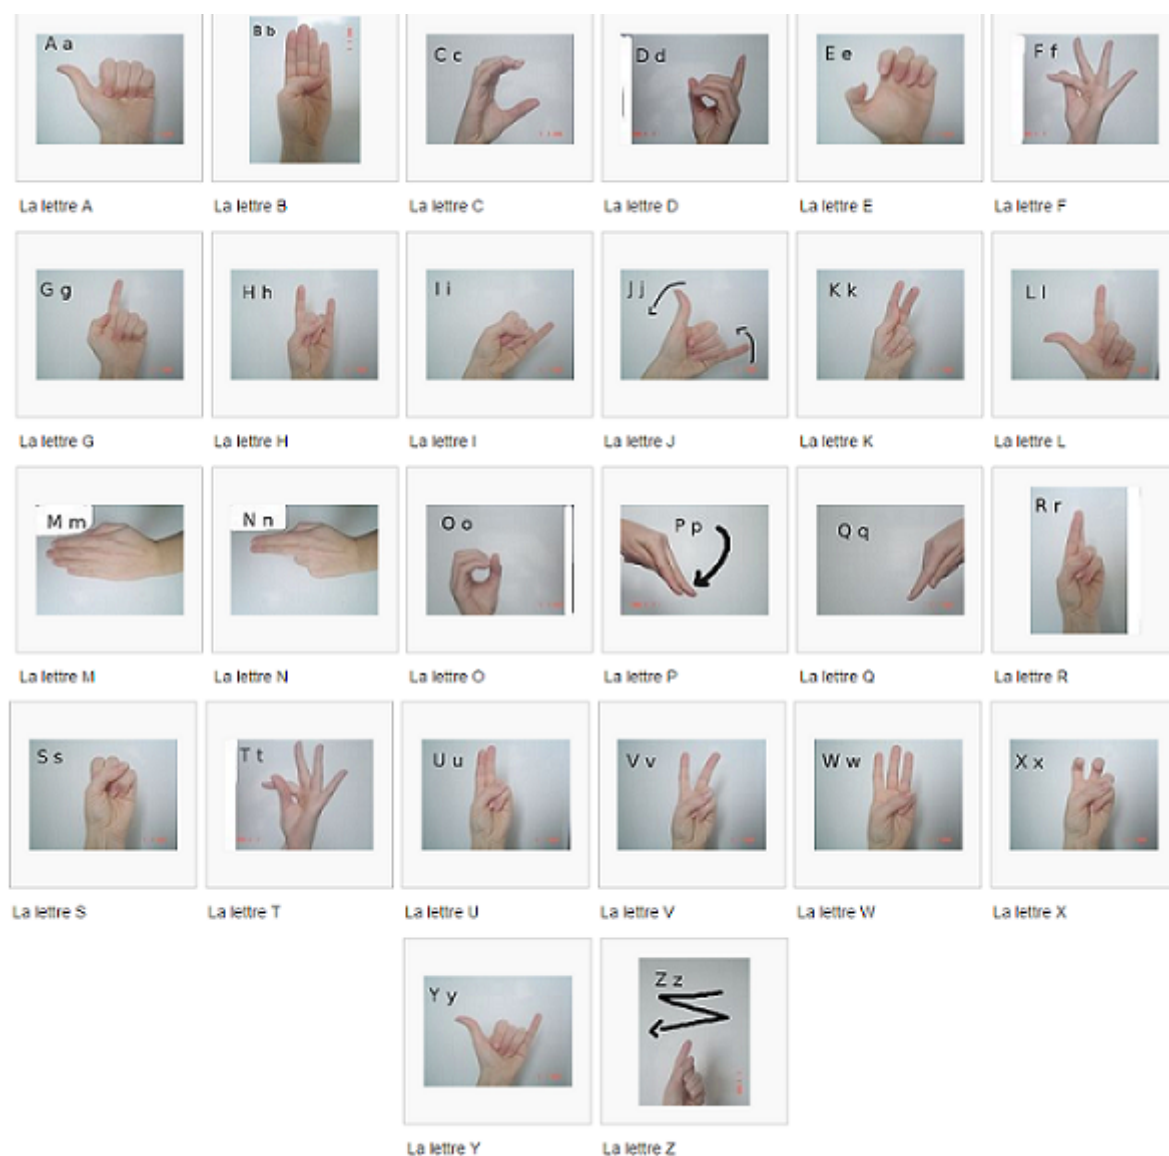 A a
B b
C c
D d
E e
F f
La lettre A
La lettre B
La lettre C
La lettre D
La lettre E
La lettre F
G g
H h
I i
J j
K k
L l
La lettre G
La lettre H
La lettre I
La lettre J
La lettre K
La lettre L
M m
N n
O o
P p
Q q
R r
La lettre M
La lettre N
La lettre O
La lettre P
La lettre Q
La lettre R
S s
T t
U u
V v
W w
X x
La lettre S
La lettre T
La lettre U
La lettre V
La lettre W
La lettre X
Y y
Z z
La lettre Y
La lettre Z